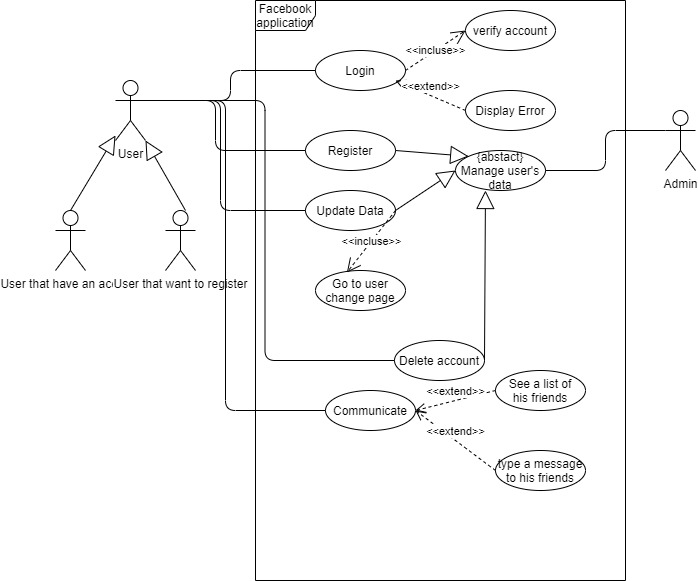 Facebook
application
verify account
<<incluse>>
Login
<<extend>>
Display Error
Register
{abstact}
Manage user's
data
User
Admin
Update Data
<<incluse>>
Go to user
change page
User that have an acc
User that want to register
Delete account
<<extend>>
See a list of
his friends
Communicate
<<extend>>
type a message
to his friends